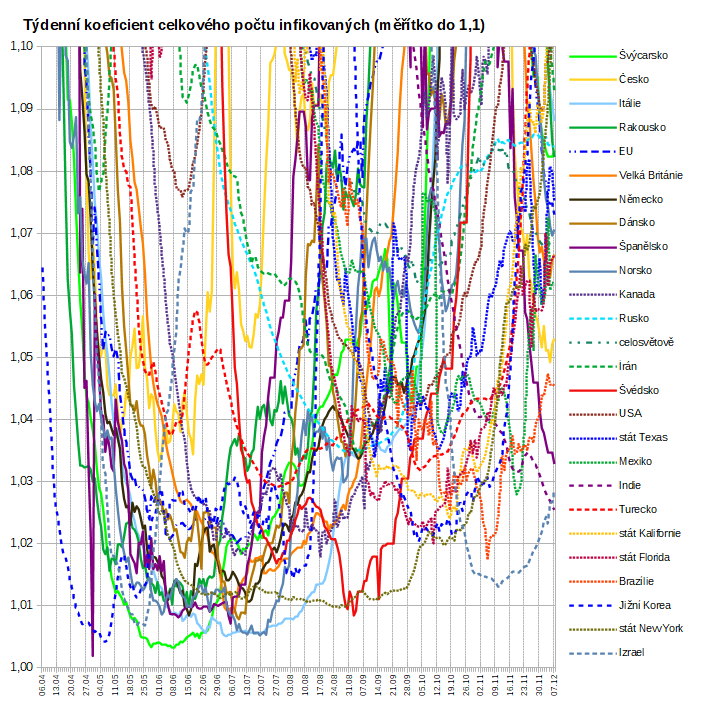 Týdenní koeficient celkového počtu infikovaných (měřítko do 1,1)
1,10
1,09
1,08
1,07
1,06
1,05
1,04
1,03
1,02
1,01
1,00
06.04
13.04
20.04
27.04
04.05
11.05
18.05
25.05
01.06
08.06
15.06
22.06
29.06
06.07
13.07
20.07
27.07
03.08
10.08
17.08
24.08
31.08
07.09
14.09
21.09
28.09
05.10
12.10
19.10
26.10
02.11
09.11
16.11
23.11
30.11
07.12
Švýcarsko
Česko
Itálie
Rakousko
EU
Velká Británie
Německo
Dánsko
Španělsko
Norsko
Kanada
Rusko
celosvětově
Írán
Švédsko
USA
stát Texas
Mexiko
Indie
Turecko
stát Kalifornie
stát Florida
Brazílie
Jižní Korea
stát NewYork
Izrael